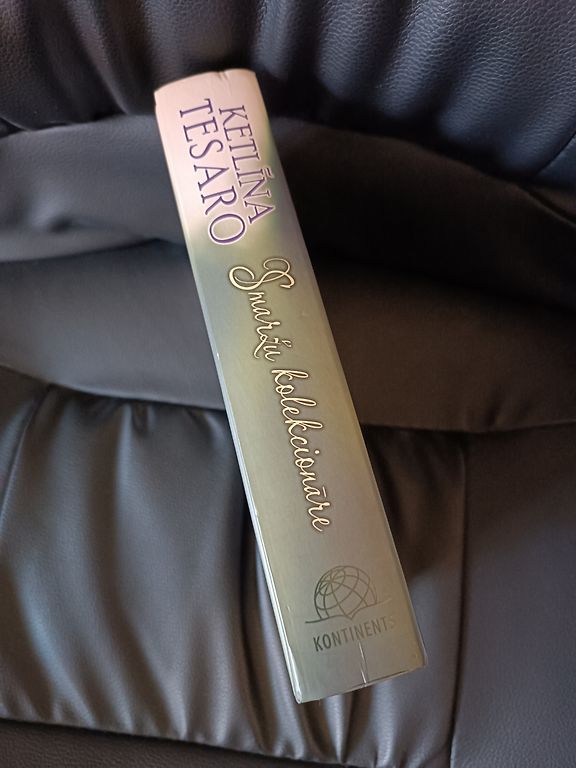 KETLĪNA
TESARO
Smaržu kolekcionāre
KONTINENTS